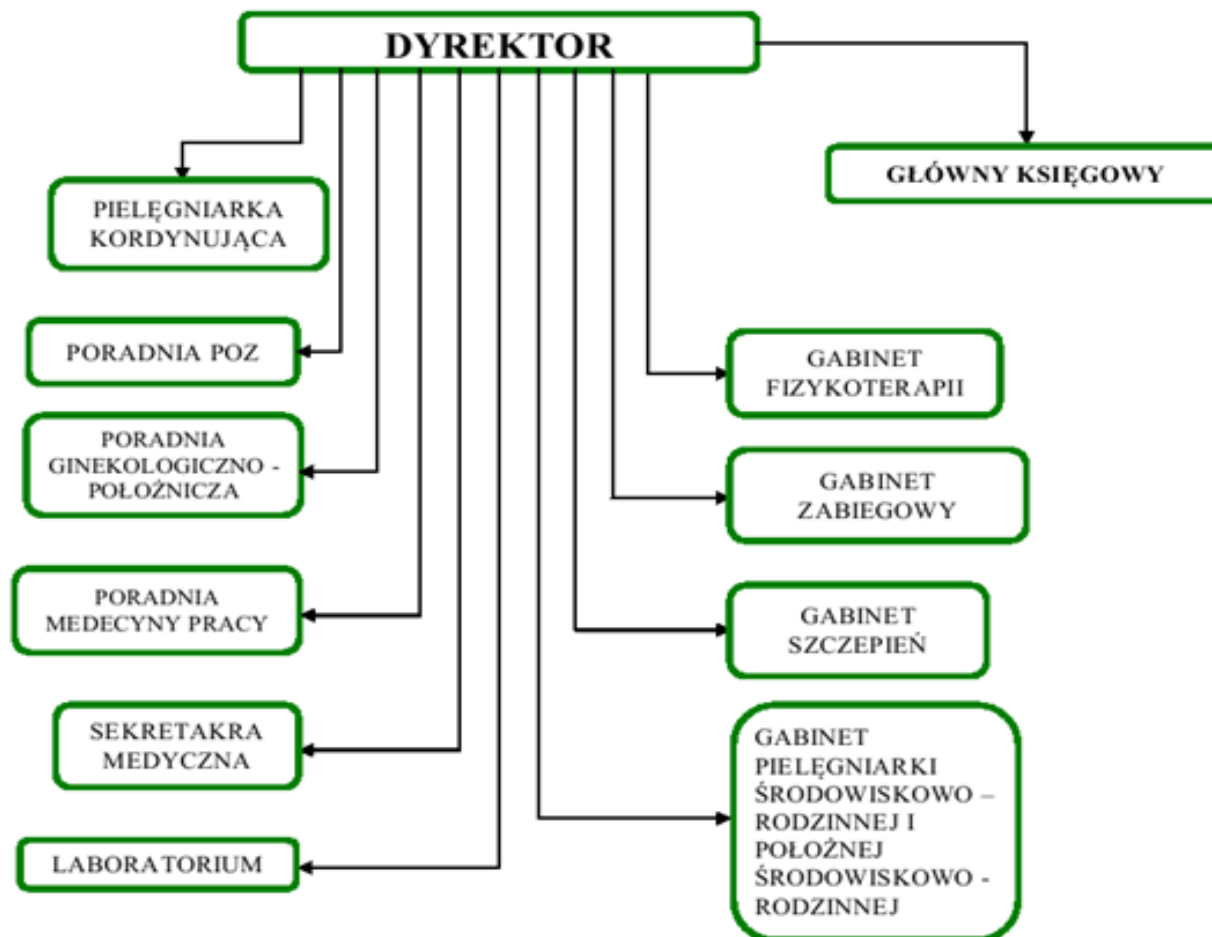 DYREKTOR
GŁÓWNY KSIĘGOWY
PIELĘGNIARKA
KORDYNUJĄCA
PORADNIA POZ
PORADNIA
GINEKOLOGICZNO -
POŁOŻNICZA
PORADNIA
MEDECYNY PRACY
SEKRETAKRA
MEDYCZNA
LABORATORIUM
GABINET
FIZYKOTERAPII
GABINET
ZABIEGOWY
GABINET
SZCZEPIEŃ
GABINET
PIELĘGNIARKI
ŚRODOWISKOWO –
RODZINNEJ I
POŁOŻNEJ
ŚRODOWISKOWO -
RODZINNEJ